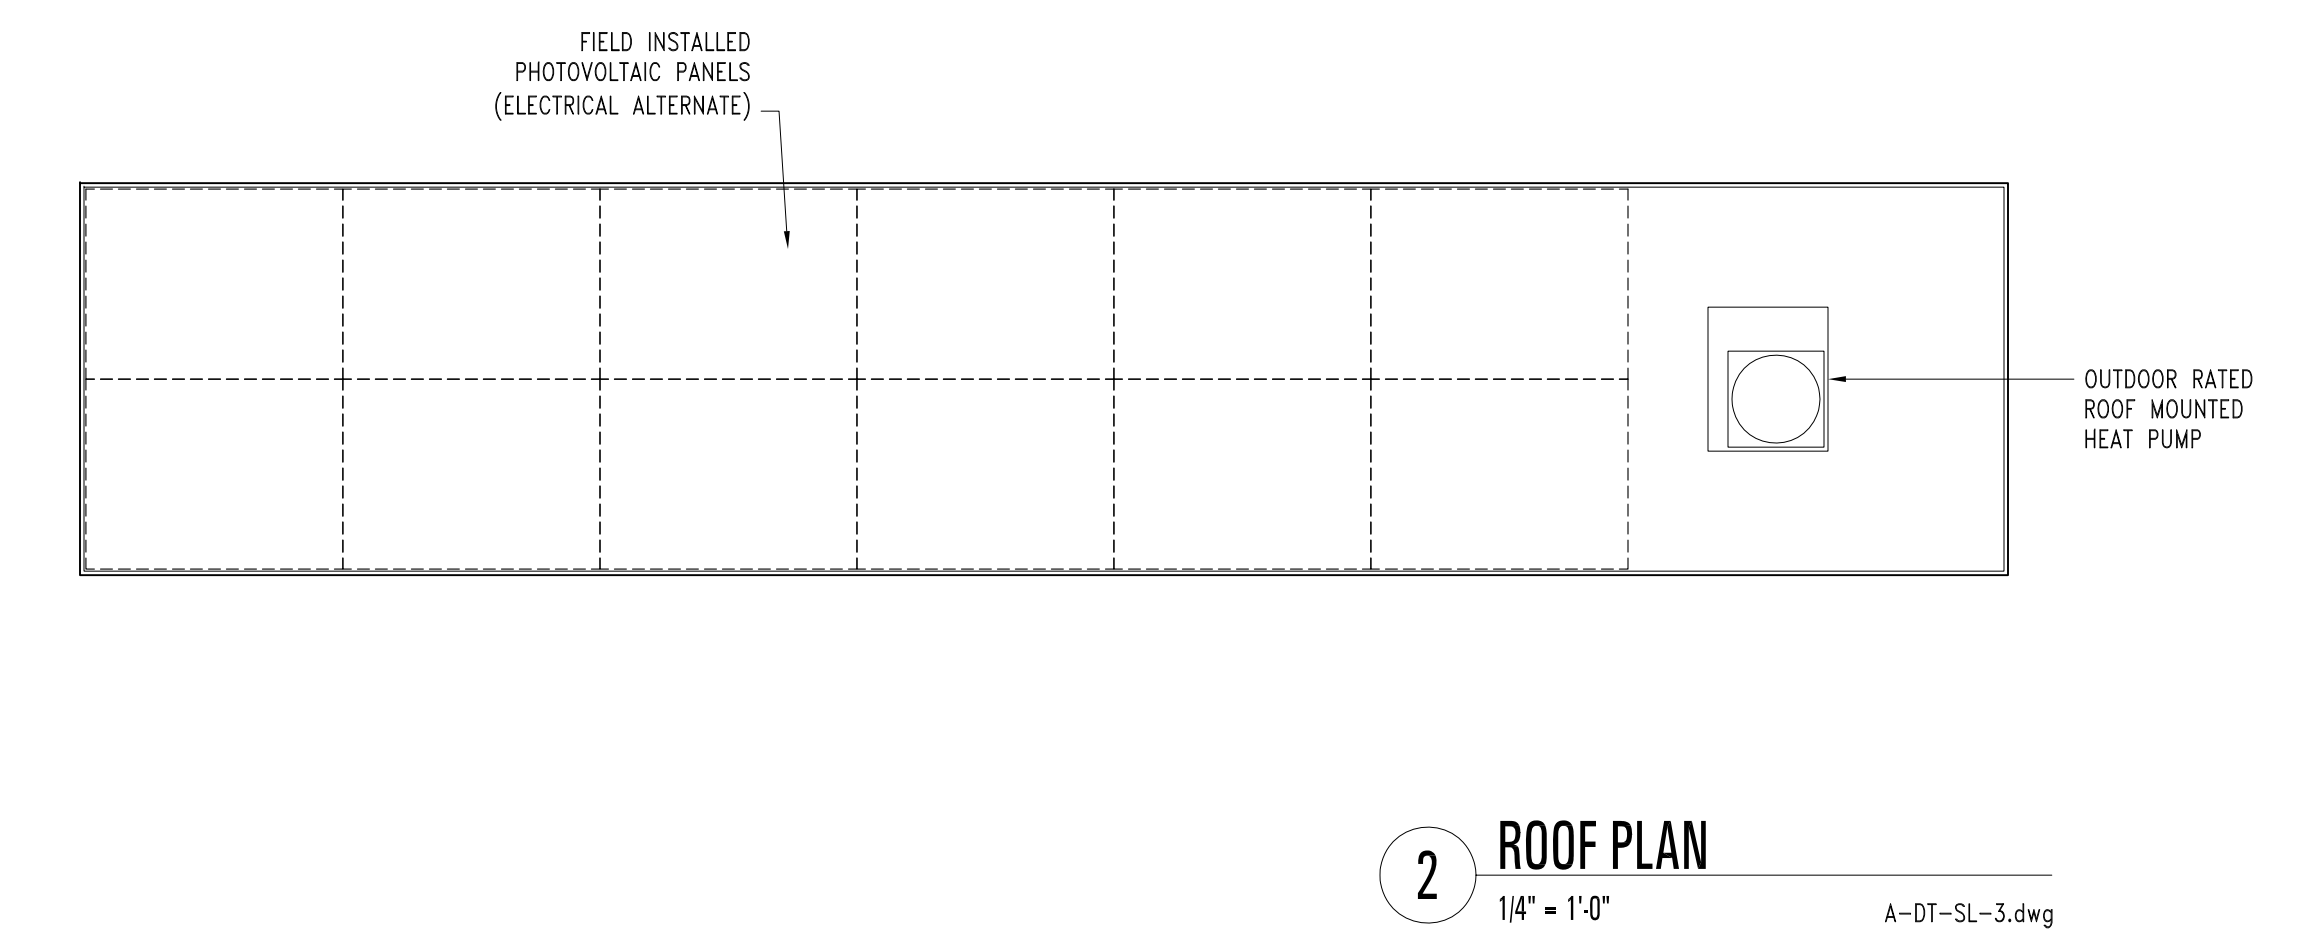 FIELD INSTALLED
PHOTOVOLTAIC PANELS
(ELECTRICAL ALTERNATE)
OUTDOOR RATED
ROOF MOUNTED
HEAT PUMP
2
ROOF PLAN
1/4" = 1'-0"
A-DT-SL-3.dwg